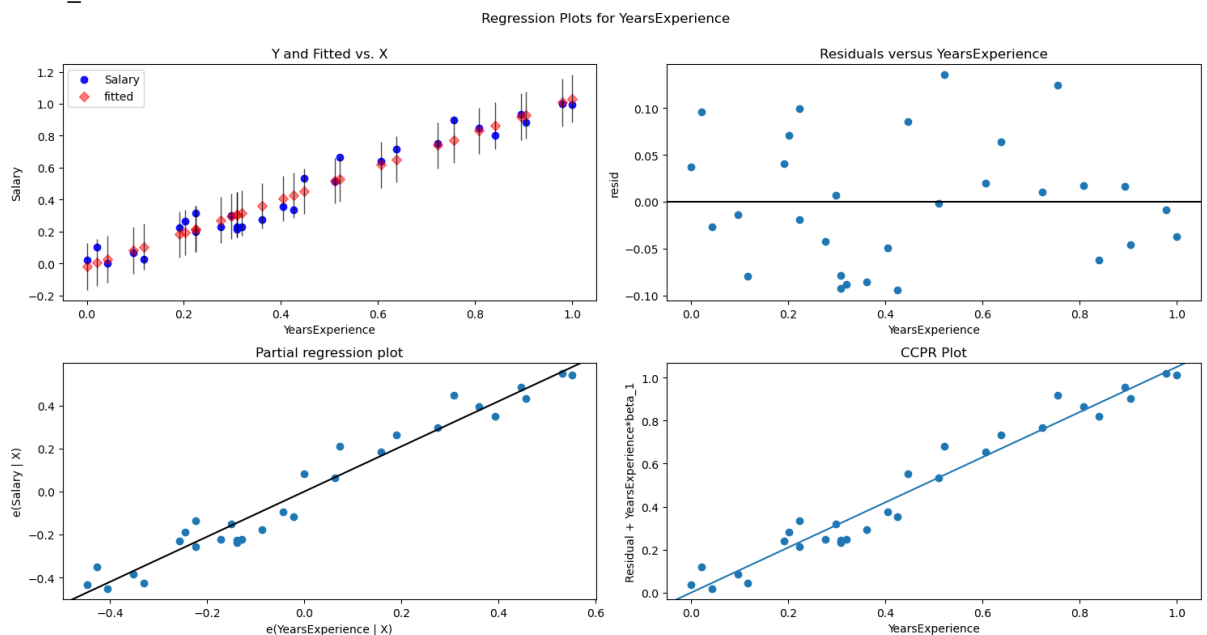 Regression Plots for YearsExperience
Y and Fitted vs. X
Salary
fitted
1.2
1.0
0.8
0.6
0.4
0.2
0.0
−0.2
Salary
0.0 0.2 0.4 0.6 0.8 1.0
YearsExperience
Residuals versus YearsExperience
0.10
0.05
0.00
−0.05
−0.10
resid
0.0 0.2 0.4 0.6 0.8 1.0
YearsExperience
Partial regression plot
0.4
0.2
0.0
−0.2
−0.4
e(Salary | X)
−0.4 −0.2 0.0 0.2 0.4 0.6
e(YearsExperience | X)
CCPR Plot
1.0
0.8
0.6
0.4
0.2
0.0
Residual + YearsExperience*beta_1
0.0 0.2 0.4 0.6 0.8 1.0
YearsExperience